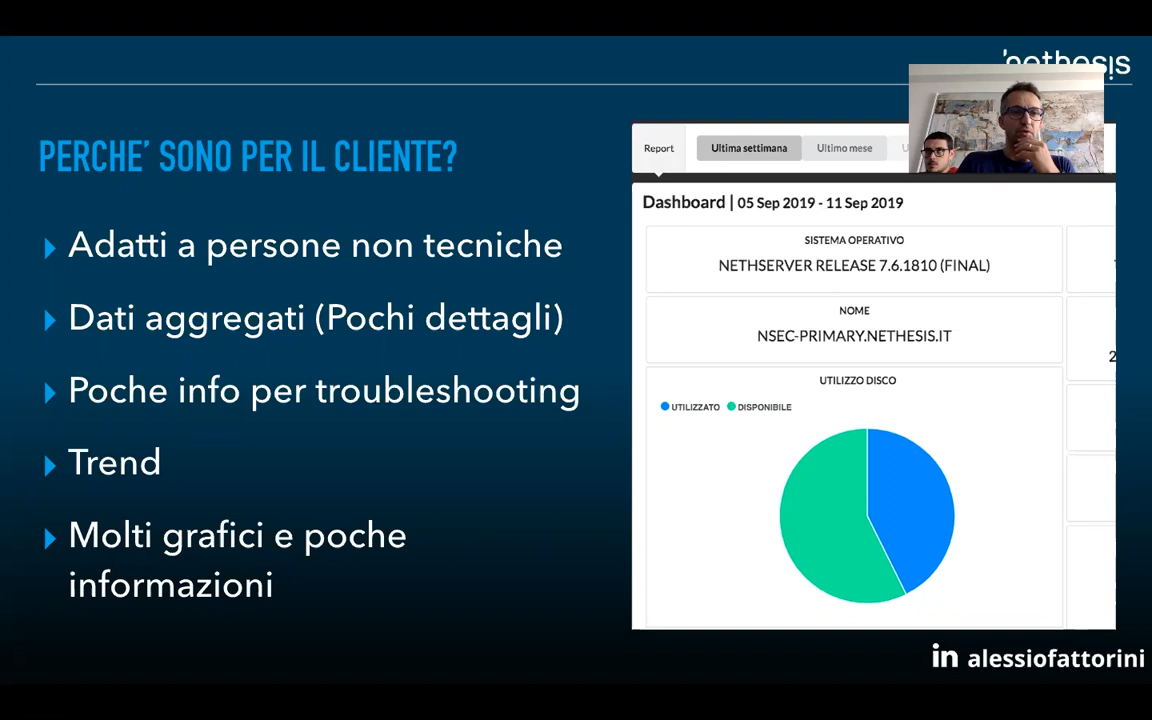 nethesis
PERCHE' SONO PER IL CLIENTE?
Adatti a persone non tecniche
Dati aggregati (Pochi dettagli)
Poche info per troubleshooting
Trend
Molti grafici e poche
informazioni
Report
Ultima settimana
Ultimo mese
U
Dashboard | 05 Sep 2019 - 11 Sep 2019
SISTEMA OPERATIVO
NETHSERVER RELEASE 7.6.1810 (FINAL)
NOME
NSEC-PRIMARY.NETHESIS.IT
2
UTILIZZO DISCO
UTILIZZATO DISPONIBILE
in alessiofattorini